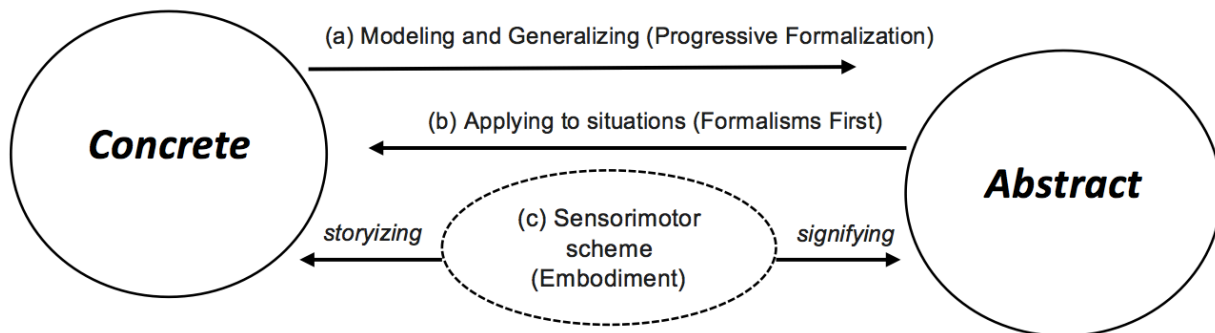 (a) Modeling and Generalizing (Progressive Formalization)
Concrete
(b) Applying to situations (Formalisms First)
Abstract
(c) Sensorimotor
scheme
(Embodiment)
storyizing
signifying